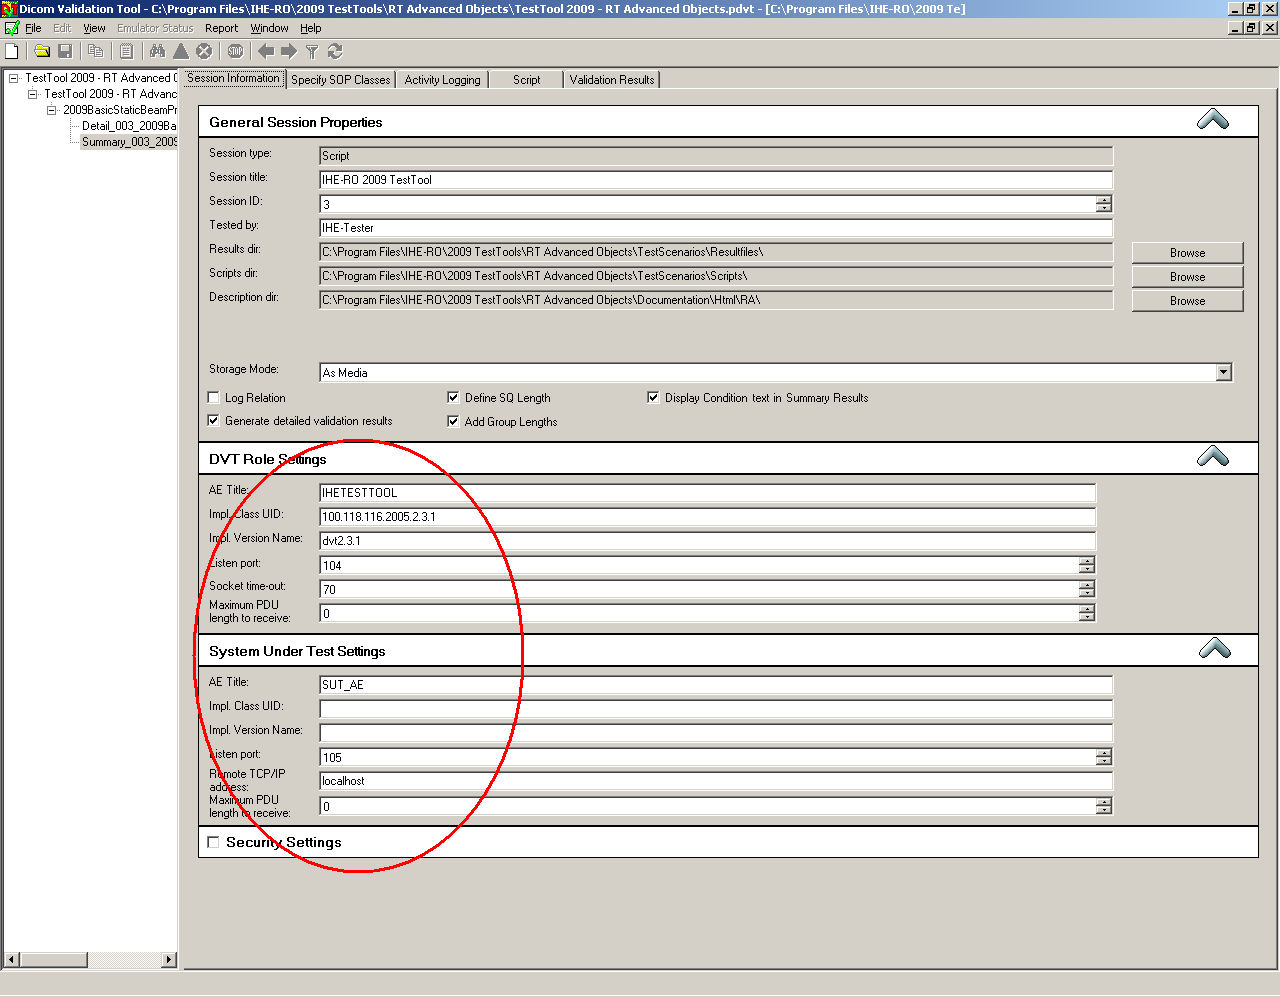 Dicom Validation Tool - C:\Program Files\IHE-RO\2009 TestTools\RT Advanced Objects\TestTool 2009 - RT Advanced Objects.pdvt - [C:\Program Files\IHE-RO\2009 Te]
File Edit View Emulator Status Report Window Help
STOP
TestTool 2009 - RT Advanced
TestTool 2009 - RT Advanc
2009BasicStaticBeamPr
Detail_003_2009Ba
Summary_003_2009
Session Information Specify SOP Classes Activity Logging Script Validation Results
General Session Properties
Session type: Script
Session title: IHE-RO 2009 TestTool
Session ID: 3
Tested by: IHE-Tester
Results dir: C:\Program Files\IHE-RO\2009 TestTools\RT Advanced Objects\TestScenarios\Resultfiles\ Browse
Scripts dir: C:\Program Files\IHE-RO\2009 TestTools\RT Advanced Objects\TestScenarios\Scripts\ Browse
Description dir: C:\Program Files\IHE-RO\2009 TestTools\RT Advanced Objects\Documentation\Html\RA\ Browse
Storage Mode: As Media
Log Relation Define SQ Length Display Condition text in Summary Results
Generate detailed validation results Add Group Lengths
DVT Role Settings
AE Title: IHETESTTOOL
Impl. Class UID: 100.118.116.2005.2.3.1
Impl. Version Name: dvt2.3.1
Listen port: 104
Socket time-out: 70
Maximum PDU
length to receive: 0
System Under Test Settings
AE Title: SUT_AE
Impl. Class UID:
Impl. Version Name:
Listen port: 105
Remote TCP/IP
address: localhost
Maximum PDU
length to receive: 0
Security Settings